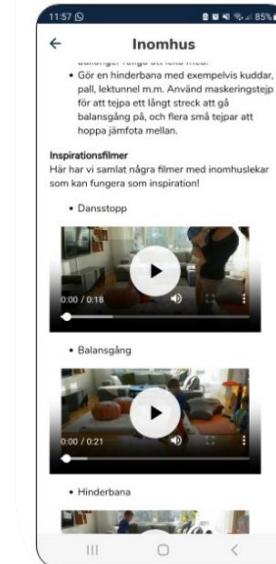 11:57
85%
Inomhus
• Gör en hinderbana med exempelvis kuddar,
pall, lektunnel m.m. Använd maskeringstejp
för att tejpa ett långt streck att gå
balansgång på, och flera små tejpar att
hoppa jämfota mellan.
Inspirationsfilmer
Här har vi samlat några filmer med inomhuslekar
som kan fungera som inspiration!
• Dansstopp
0:00 / 0:18
• Balansgång
0:00 / 0:21
• Hinderbana